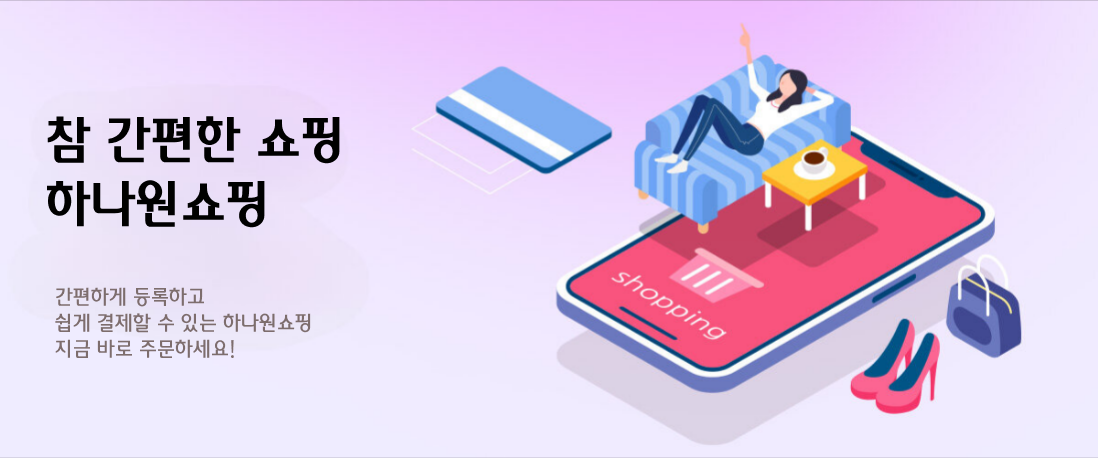 참 간편한 쇼핑
하나원쇼핑
간편하게 등록하고
쉽게 결제할 수 있는 하나원쇼핑
지금 바로 주문하세요!
shopping